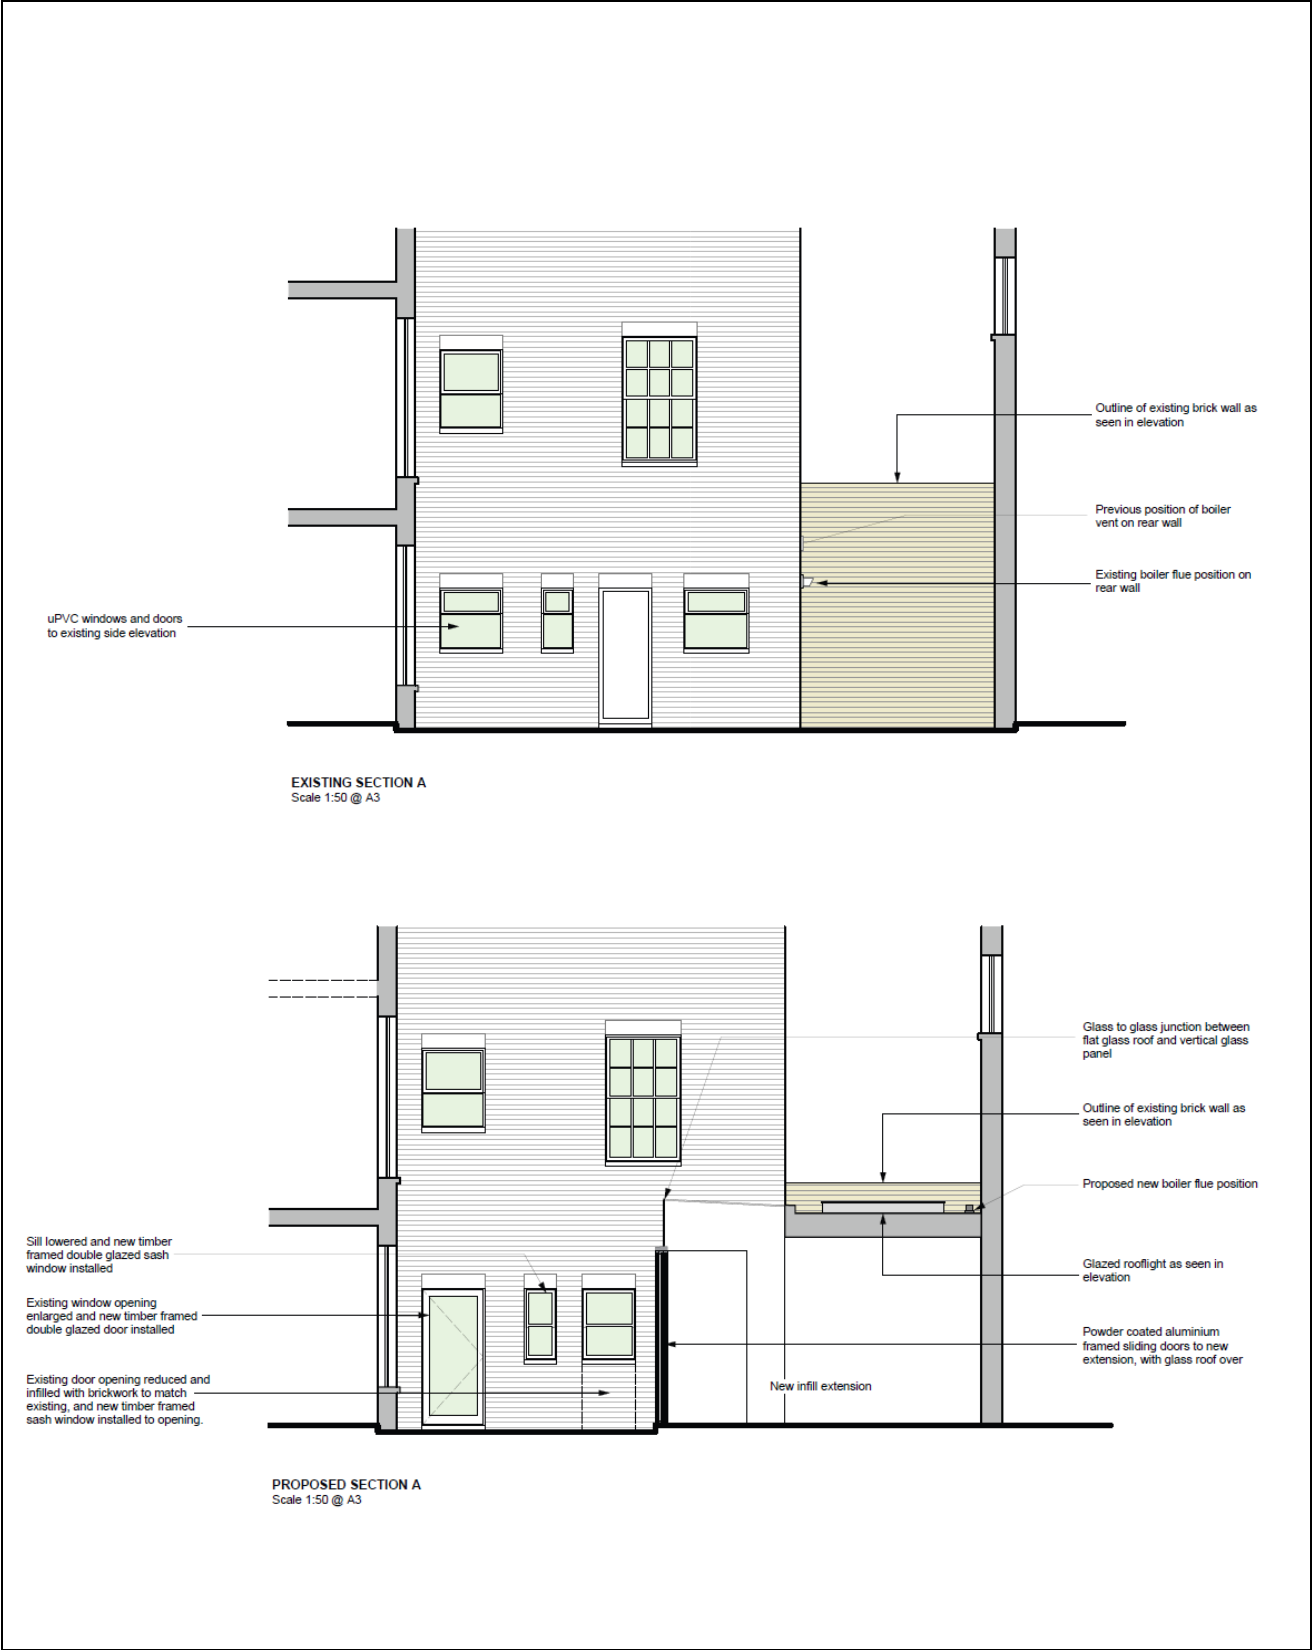 Outline of existing brick wall as
seen in elevation
Previous position of boiler
vent on rear wall
Existing boiler flue position on
rear wall
uPVC windows and doors
to existing side elevation
EXISTING SECTION A
Scale 1:50 @ A3
Glass to glass junction between
flat glass roof and vertical glass
panel
Outline of existing brick wall as
seen in elevation
Proposed new boiler flue position
Sill lowered and new timber
framed double glazed sash
window installed
Glazed rooflight as seen in
elevation
Existing window opening
enlarged and new timber framed
double glazed door installed
Powder coated aluminium
framed sliding doors to new
extension, with glass roof over
Existing door opening reduced and
infilled with brickwork to match
existing, and new timber framed
sash window installed to opening.
New infill extension
PROPOSED SECTION A
Scale 1:50 @ A3